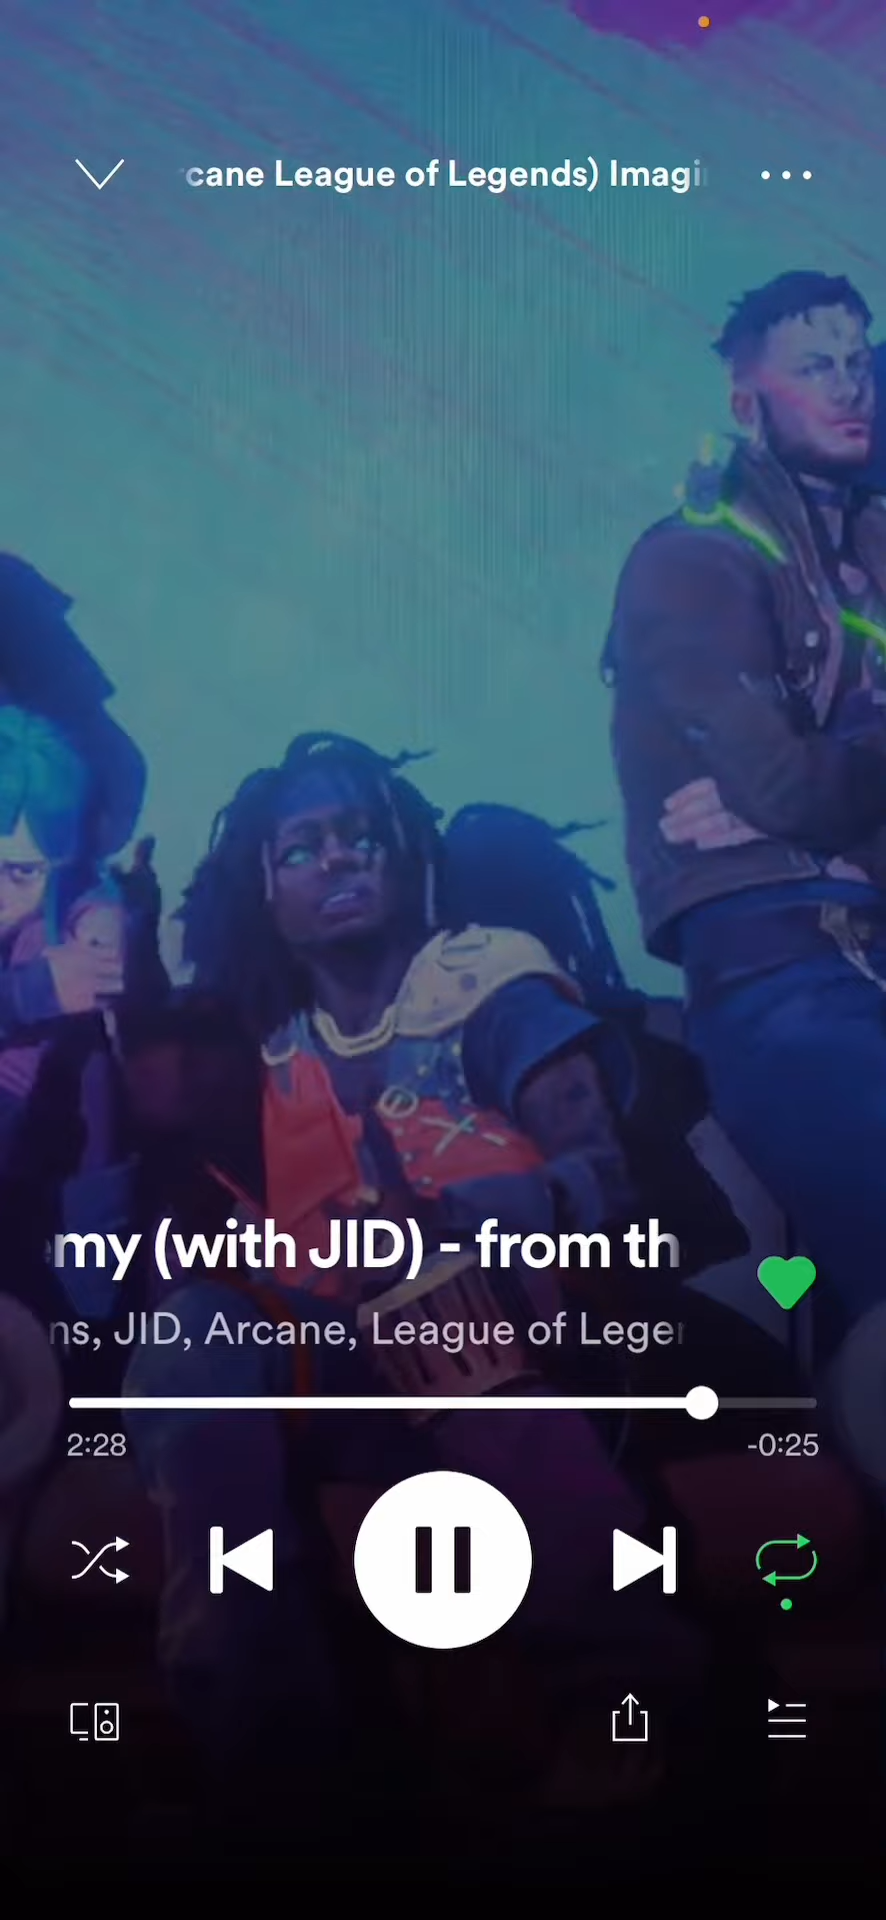 cane League of Legends) Imagi
my (with JID) - from th
ns, JID, Arcane, League of Legen
2:28
-0:25